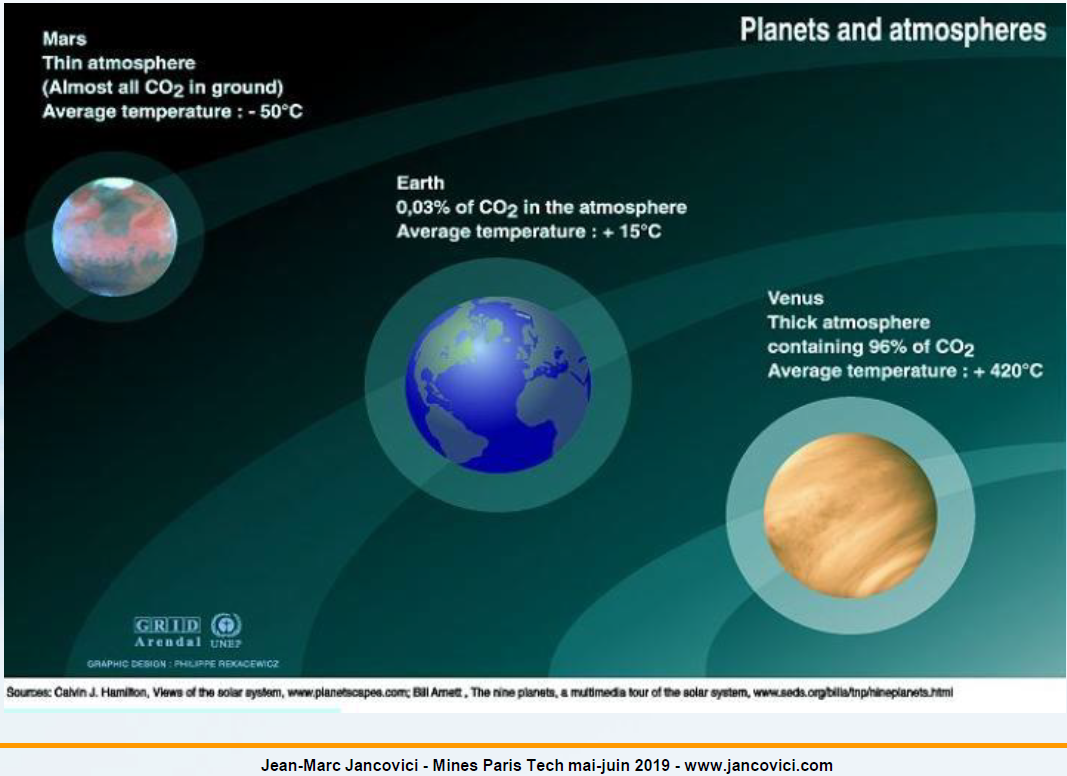 Planets and atmospheres
Mars
Thin atmosphere
(Almost all CO₂ in ground)
Average temperature : - 50°C
Earth
0,03% of CO₂ in the atmosphere
Average temperature : + 15°C
Venus
Thick atmosphere
containing 96% of CO₂
Average temperature : + 420°C
GRID
Arendal UNEP
GRAPHIC DESIGN : PHILIPPE REKACEWICZ
Sources: Calvin J. Hamilton, Views of the solar system, www.planetscapes.com; Bill Arnett , The nine planets, a multimedia tour of the solar system, www.seds.org/billa/tnp/nineplanets.html
Jean-Marc Jancovici - Mines Paris Tech mai-juin 2019 - www.jancovici.com